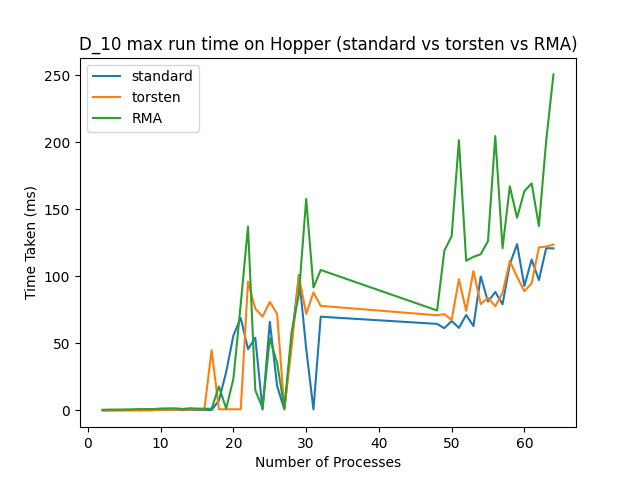 D_10 max run time on Hopper (standard vs torsten vs RMA)
standard
torsten
RMA
250
200
150
100
50
0
Time Taken (ms)
0 10 20 30 40 50 60
Number of Processes